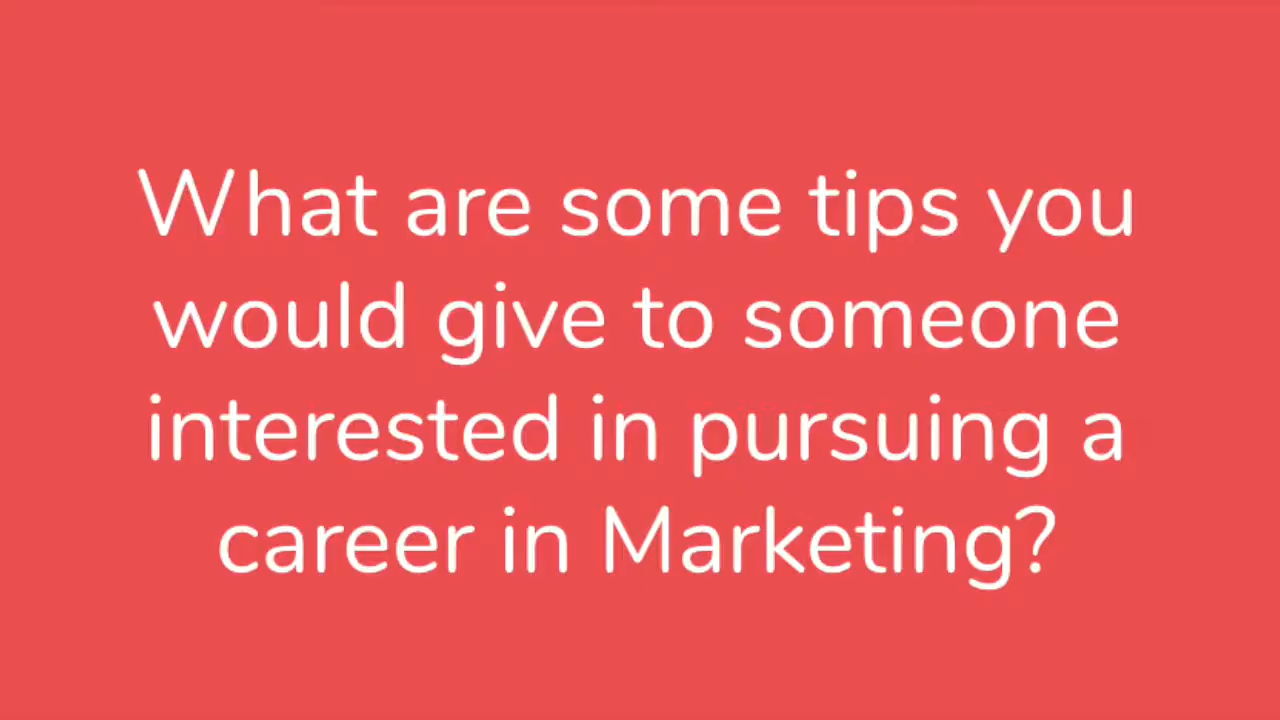 What are some tips you
would give to someone
interested in pursuing a
career in Marketing?